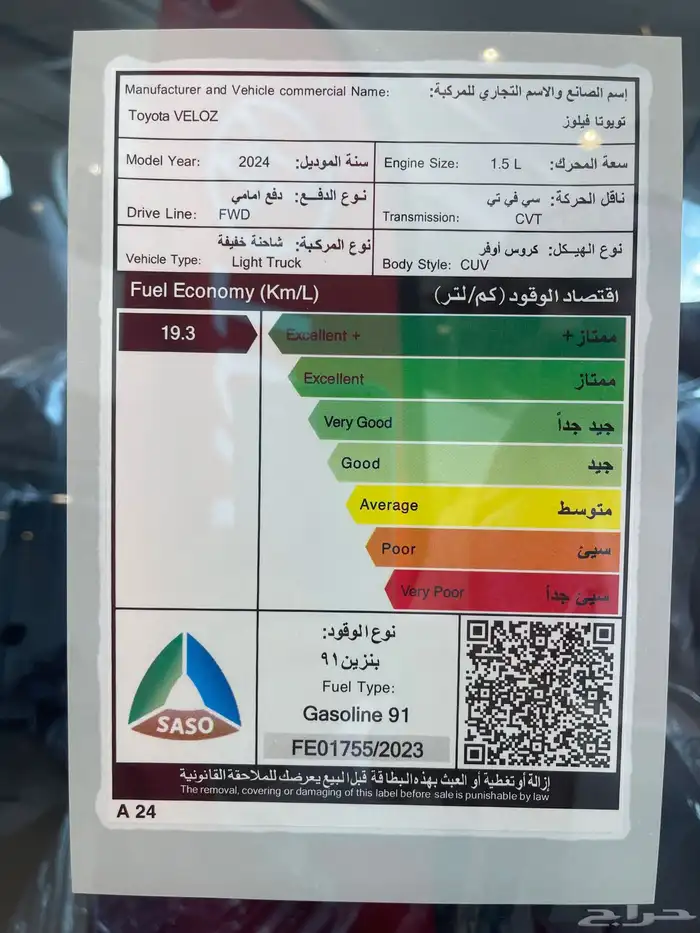 Manufacturer and Vehicle commercial Name: إسم الصانع والاسم التجاري للمركبة:
Toyota VELOZ تويوتا فيلوز
Model Year: 2024 سنة الموديل: Engine Size: 1.5 L سعة المحرك:
نوع الدفع: دفع امامي
Drive Line: FWD
ناقل الحركة: سي في تي
Transmission: CVT
نوع المركبة: شاحنة خفيفة
Vehicle Type: Light Truck
نوع الهيكل: كروس أوفر
Body Style: CUV
Fuel Economy (Km/L) اقتصاد الوقود (كم/لتر)
19.3
Excellent + ممتاز +
Excellent ممتاز
Very Good جيد جداً
Good جيد
Average متوسط
Poor سيئ
Very Poor سيئ جداً
SASO
نوع الوقود:
بنزين ٩١
Fuel Type:
Gasoline 91
FE01755/2023
إزالة أو تغطية أو العبث بهذه البطاقة قبل البيع يعرضك للملاحقة القانونية
The removal, covering or damaging of this label before sale is punishable by law
A 24
حراج